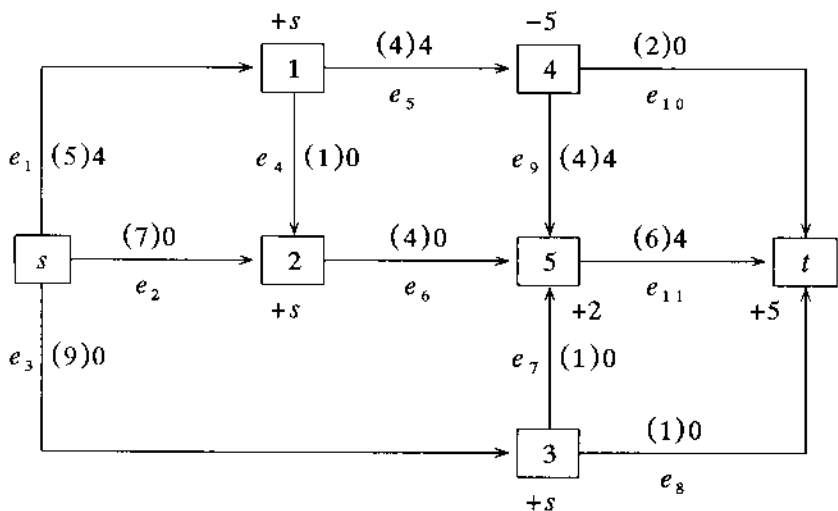 +s
-5
1
(4)4
e₅
4
(2)0
e₁₀
e₁ (5)4
e₄ (1)0
e₉ (4)4
s
(7)0
e₂
2
+s
(4)0
e₆
5
+2
(6)4
e₁₁
t
+5
e₃ (9)0
e₇ (1)0
3
+s
(1)0
e₈